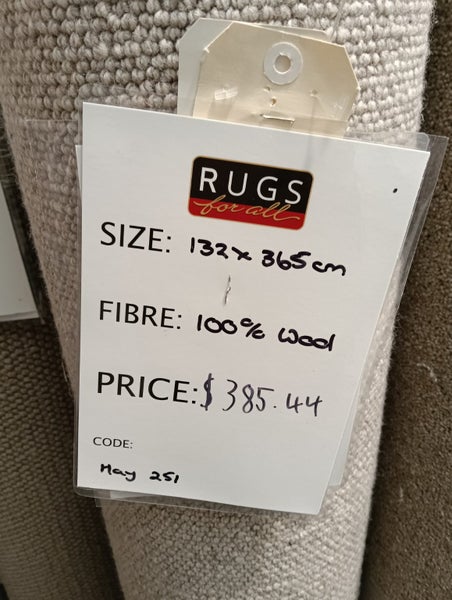 RUGS
for all
SIZE: 132 x 365 cm
FIBRE: 100% Wool
PRICE: $385.44
CODE:
May 251